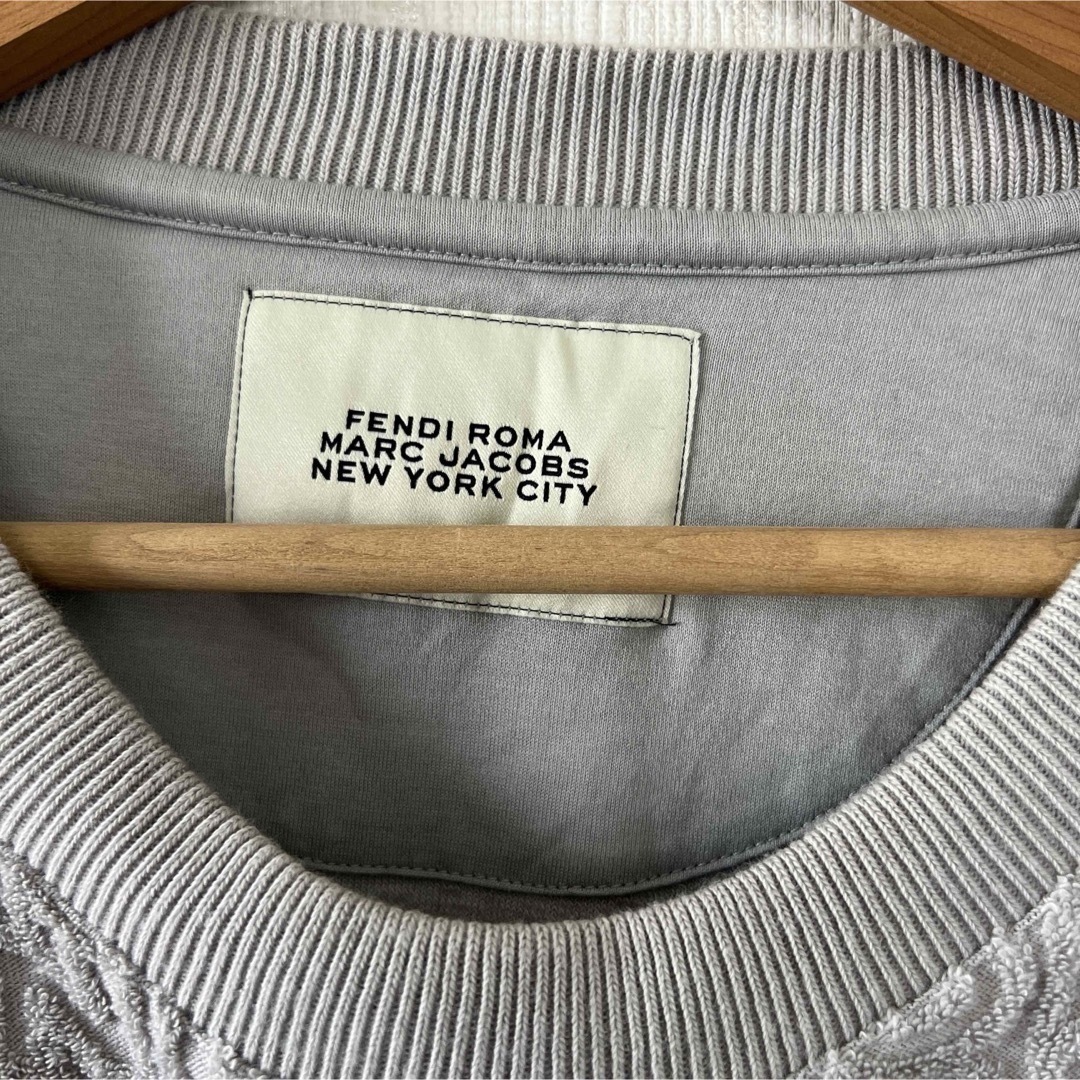 FENDI ROMA
MARC JACOBS
NEW YORK CITY